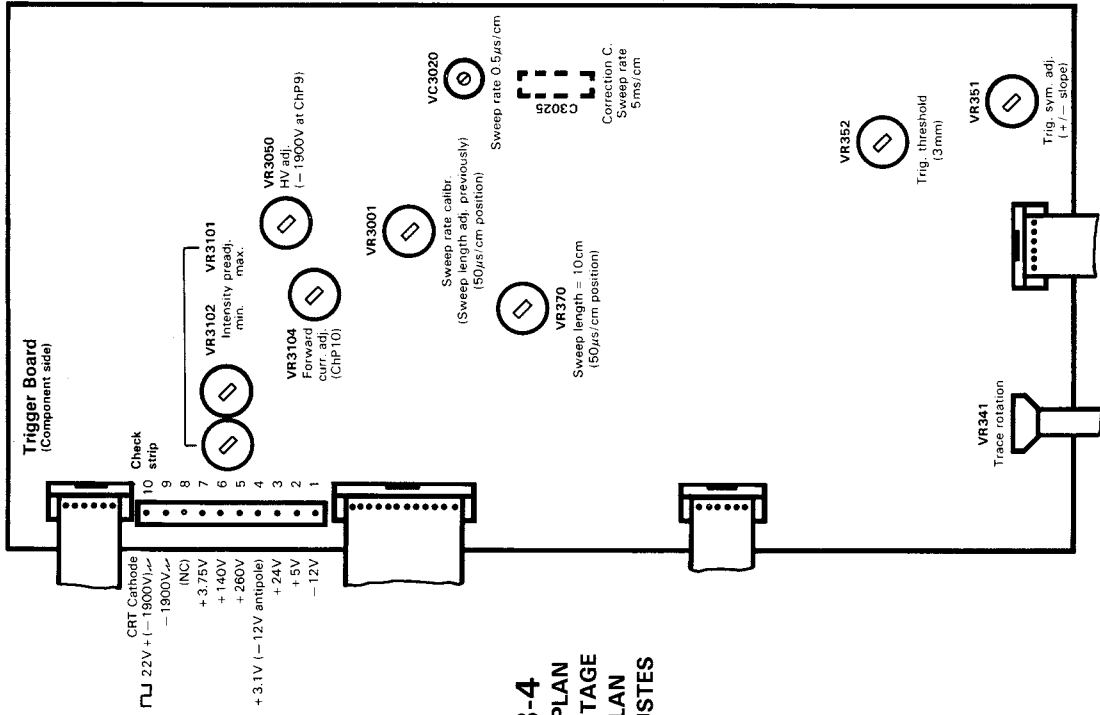 Trigger Board
(Component side)
Check
strip
10
9
8
7
6
5
4
3
2
1
CRT Cathode
22V + (−1900V)
−1900V
(NC)
+3.75V
+140V
+260V
+3.1V (−12V antipole)
+24V
+5V
−12V
VR3102
VR3101
Intensity preadj.
min.
max.
VR3050
HV adj.
(−1900V at ChP9)
VR3104
Forward
curr. adj.
(ChP10)
VR3001
Sweep rate calibr.
(Sweep length adj. previously)
(50µs/cm position)
VC3020
Sweep rate 0.5µs/cm
C3025
Correction C.
Sweep rate
5ms/cm
VR370
Sweep length = 10cm
(50µs/cm position)
VR352
Trig. threshold
(3mm)
VR351
Trig. sym. adj.
(+/− slope)
VR341
Trace rotation
-4
PLAN
TAGE
LAN
ISTES